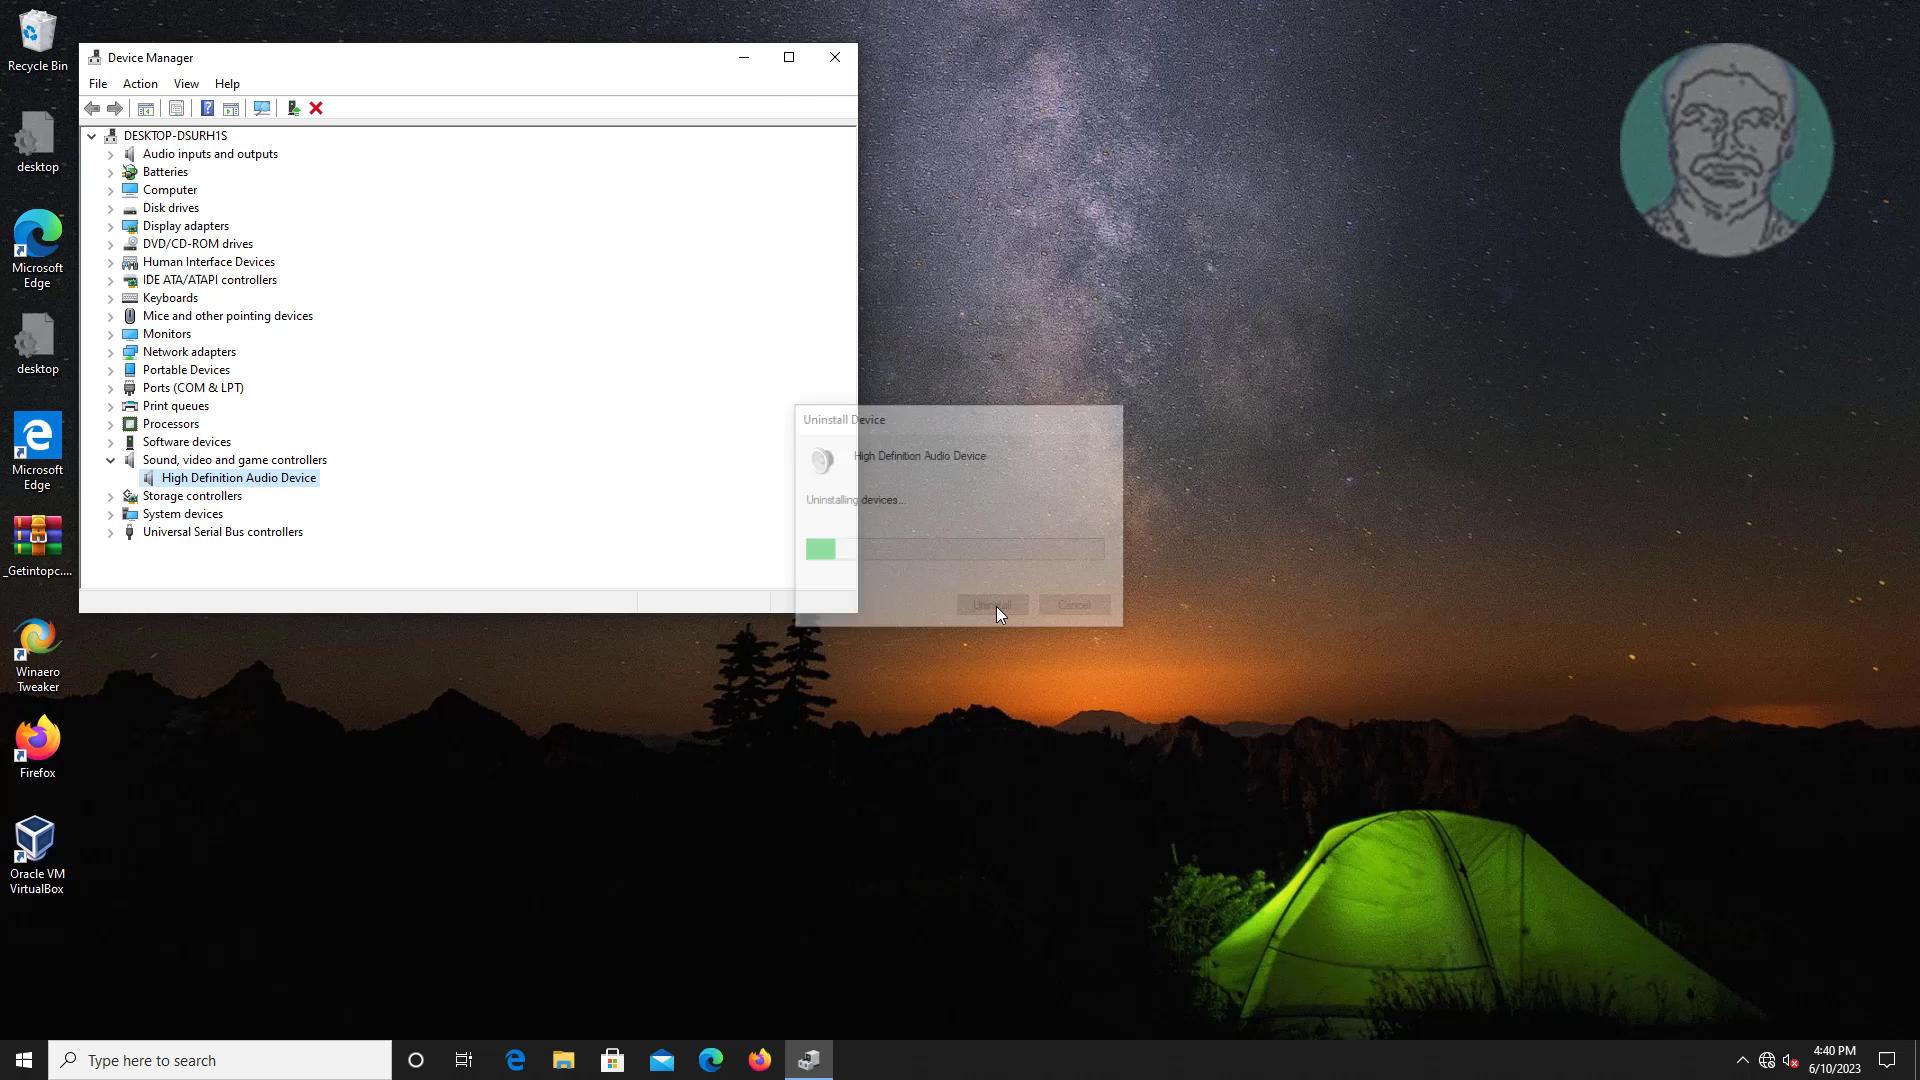 Recycle Bin
desktop
Microsoft
Edge
desktop
Microsoft
Edge
_Getintopc....
Winaero
Tweaker
Firefox
Oracle VM
VirtualBox
Device Manager
File Action View Help
DESKTOP-DSURH1S
Audio inputs and outputs
Batteries
Computer
Disk drives
Display adapters
DVD/CD-ROM drives
Human Interface Devices
IDE ATA/ATAPI controllers
Keyboards
Mice and other pointing devices
Monitors
Network adapters
Portable Devices
Ports (COM & LPT)
Print queues
Processors
Software devices
Sound, video and game controllers
High Definition Audio Device
Storage controllers
System devices
Universal Serial Bus controllers
Uninstall Device
High Definition Audio Device
Uninstalling devices...
Uninstall Cancel
Type here to search
4:40 PM
6/10/2023